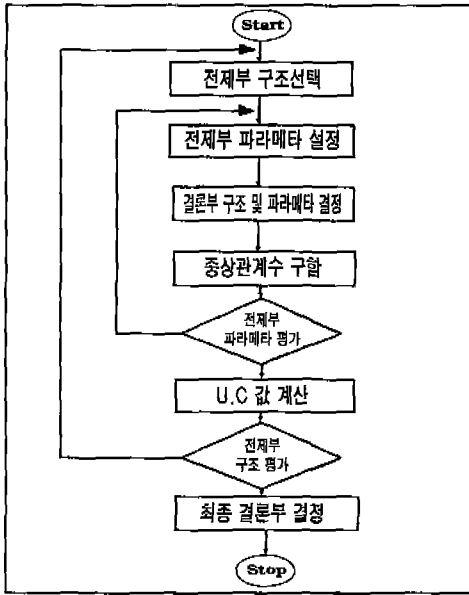 Start
전제부 구조선택
전제부 파라메타 설정
결론부 구조 및 파라메타 결정
중상관계수 구함
전제부
파라메타 평가
U.C 값 계산
전제부
구조 평가
최종 결론부 결정
Stop